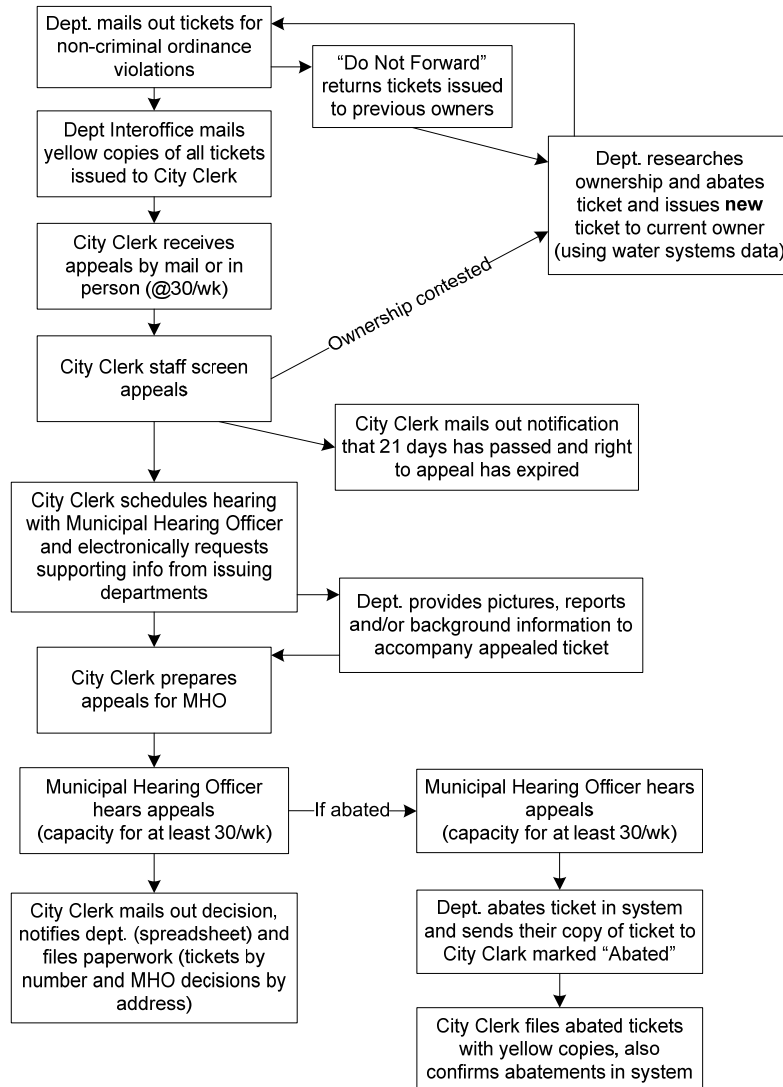 Dept. mails out tickets for
non-criminal ordinance
violations
“Do Not Forward”
returns tickets issued
to previous owners
Dept Interoffice mails
yellow copies of all tickets
issued to City Clerk
Dept. researches
ownership and abates
ticket and issues new
ticket to current owner
(using water systems data)
City Clerk receives
appeals by mail or in
person (@30/wk)
Ownership contested
City Clerk staff screen
appeals
City Clerk mails out notification
that 21 days has passed and right
to appeal has expired
City Clerk schedules hearing
with Municipal Hearing Officer
and electronically requests
supporting info from issuing
departments
Dept. provides pictures, reports
and/or background information to
accompany appealed ticket
City Clerk prepares
appeals for MHO
Municipal Hearing Officer
hears appeals
(capacity for at least 30/wk)
If abated
Municipal Hearing Officer hears
appeals
(capacity for at least 30/wk)
City Clerk mails out decision,
notifies dept. (spreadsheet) and
files paperwork (tickets by
number and MHO decisions by
address)
Dept. abates ticket in system
and sends their copy of ticket to
City Clark marked “Abated”
City Clerk files abated tickets
with yellow copies, also
confirms abatements in system